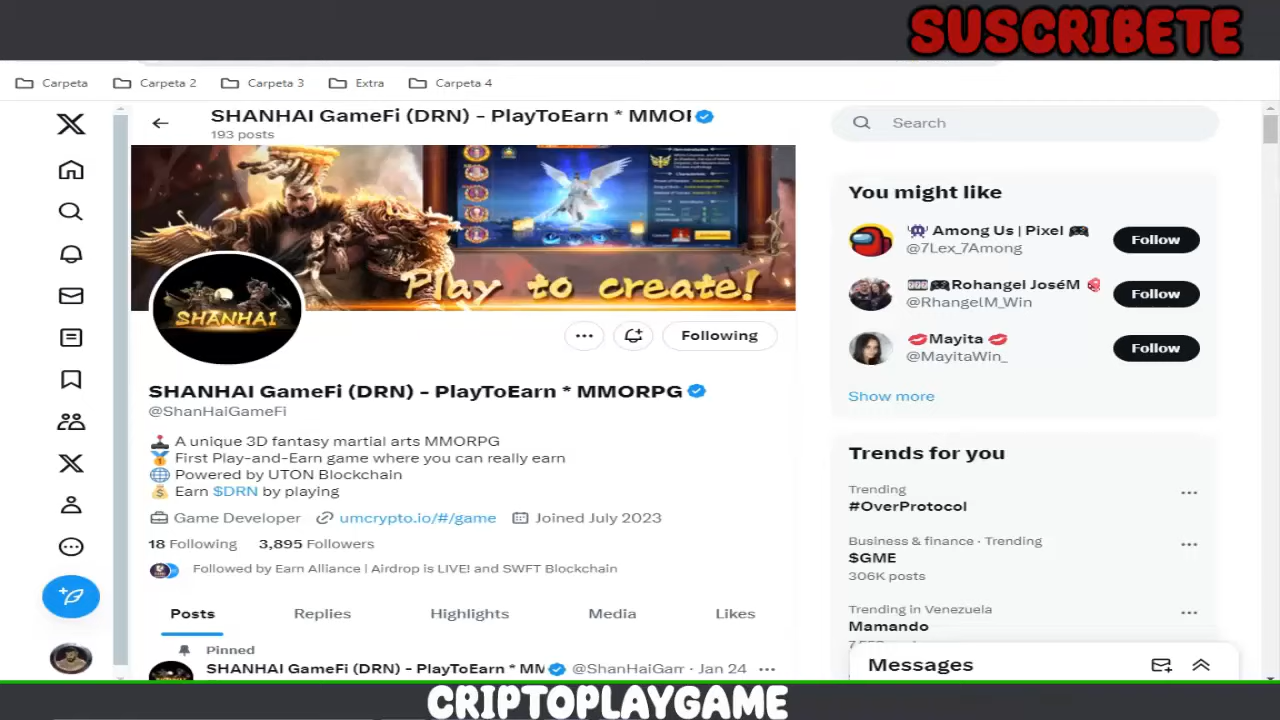 SUSCRIBETE
Carpeta
Carpeta 2
Carpeta 3
Extra
Carpeta 4
SHANHAI GameFi (DRN) - PlayToEarn * MMOR
193 posts
Play to create!
SHANHAI
Following
SHANHAI GameFi (DRN) - PlayToEarn * MMORPG
@ShanHaiGameFi
A unique 3D fantasy martial arts MMORPG
First Play-and-Earn game where you can really earn
Powered by UTON Blockchain
Earn $DRN by playing
Game Developer umcrypto.io/#/game Joined July 2023
18 Following 3,895 Followers
Followed by Earn Alliance | Airdrop is LIVE! and SWFT Blockchain
Posts Replies Highlights Media Likes
Pinned
SHANHAI GameFi (DRN) - PlayToEarn * MM @ShanHaiGam · Jan 24
Search
You might like
Among Us | Pixel
@7Lex_7Among
Follow
Rohangel JoséM
@RhangelM_Win
Follow
Mayita
@MayitaWin_
Follow
Show more
Trends for you
Trending
#OverProtocol
Business & finance · Trending
$GME
306K posts
Trending in Venezuela
Mamando
Messages
CRIPTOPLAYGAME